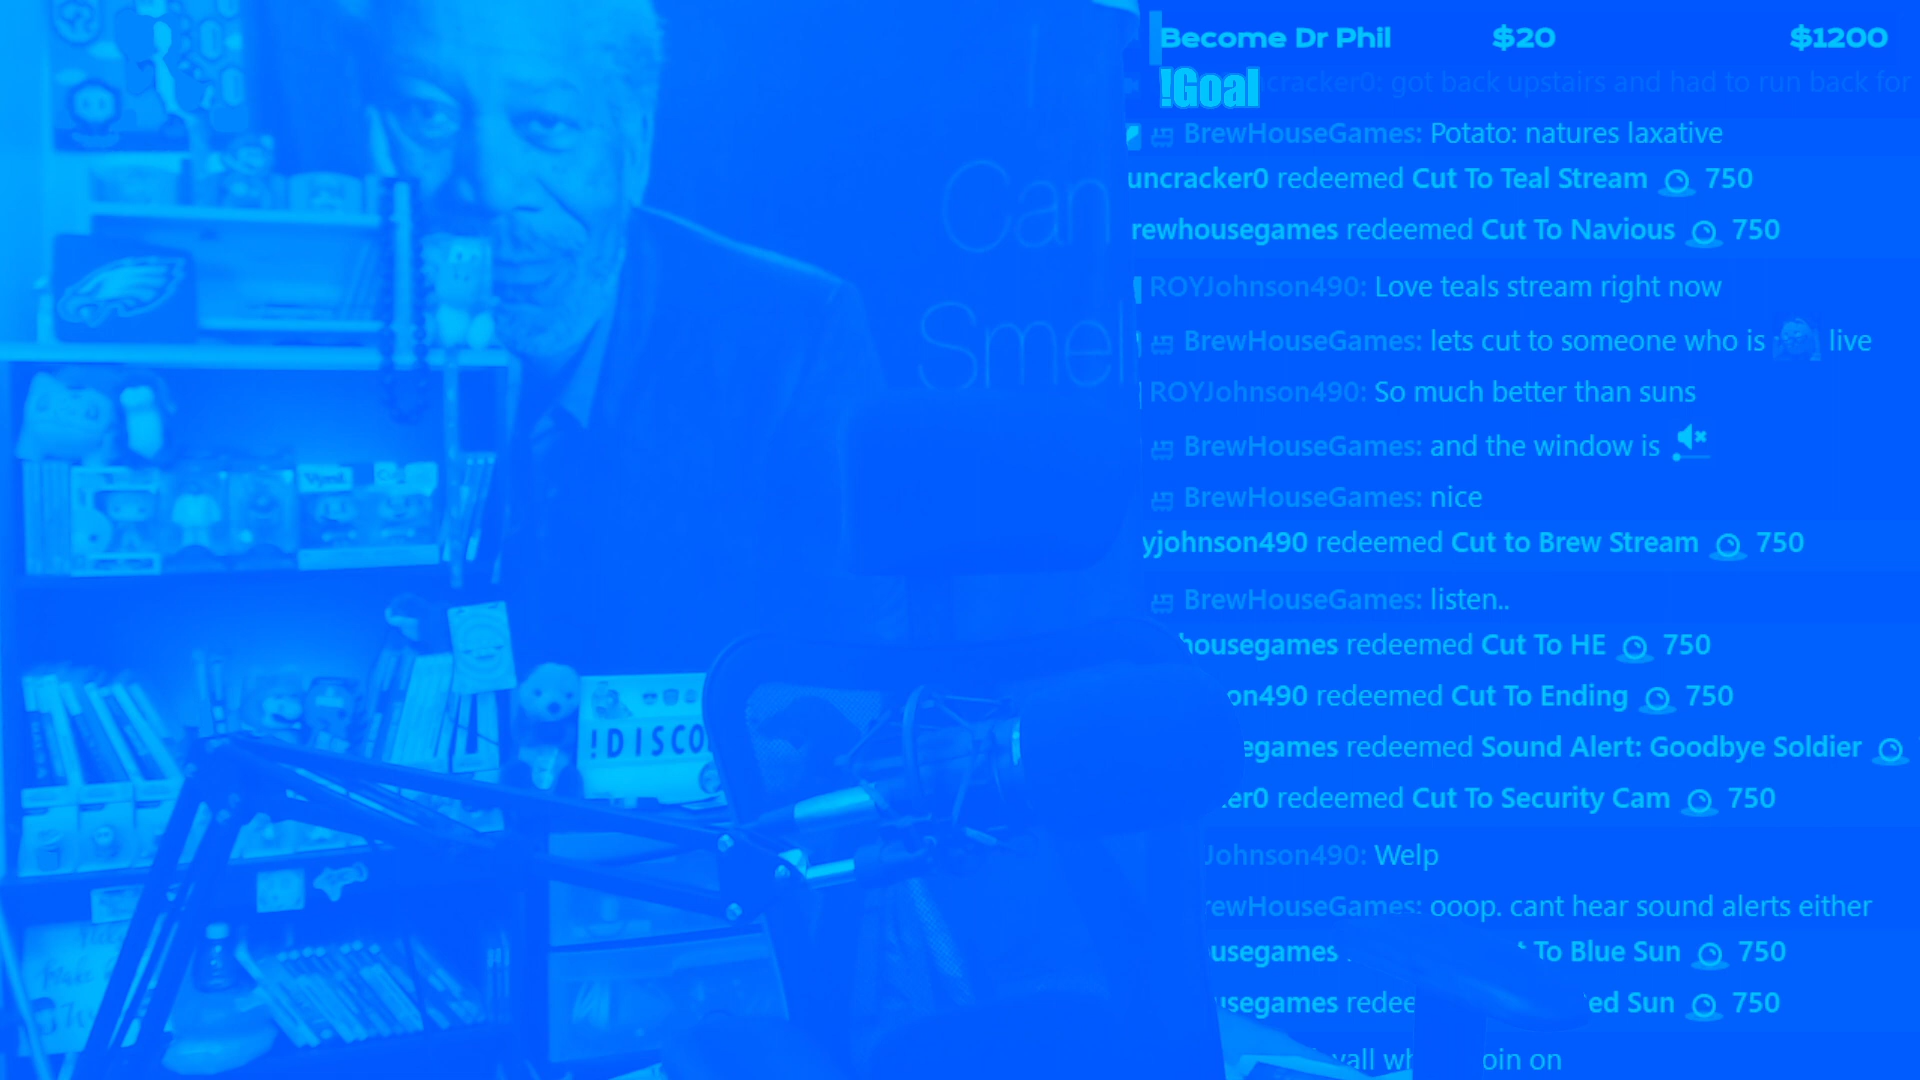 Become Dr Phil $20 $1200
!Goal
cracker0: got back upstairs and had to run back for
BrewHouseGames: Potato: natures laxative
uncracker0 redeemed Cut To Teal Stream 750
rewhousegames redeemed Cut To Navious 750
ROYJohnson490: Love teals stream right now
BrewHouseGames: lets cut to someone who is live
ROYJohnson490: So much better than suns
BrewHouseGames: and the window is
BrewHouseGames: nice
yjohnson490 redeemed Cut to Brew Stream 750
BrewHouseGames: listen..
housegames redeemed Cut To HE 750
on490 redeemed Cut To Ending 750
egames redeemed Sound Alert: Goodbye Soldier
er0 redeemed Cut To Security Cam 750
Johnson490: Welp
rewHouseGames: ooop. cant hear sound alerts either
usegames To Blue Sun 750
usegames redee ed Sun 750
yall wh oin on
Can
Smel
!DISCO